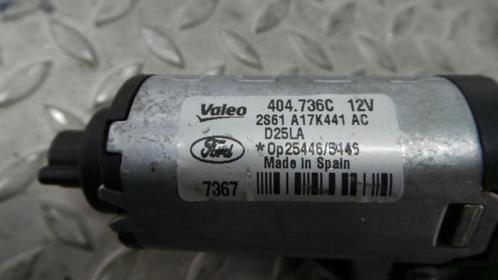 Valeo 404.736C 12V
2S61 A17K441 AC
D25LA
Ford *Op25446/5446
Made in Spain
7367